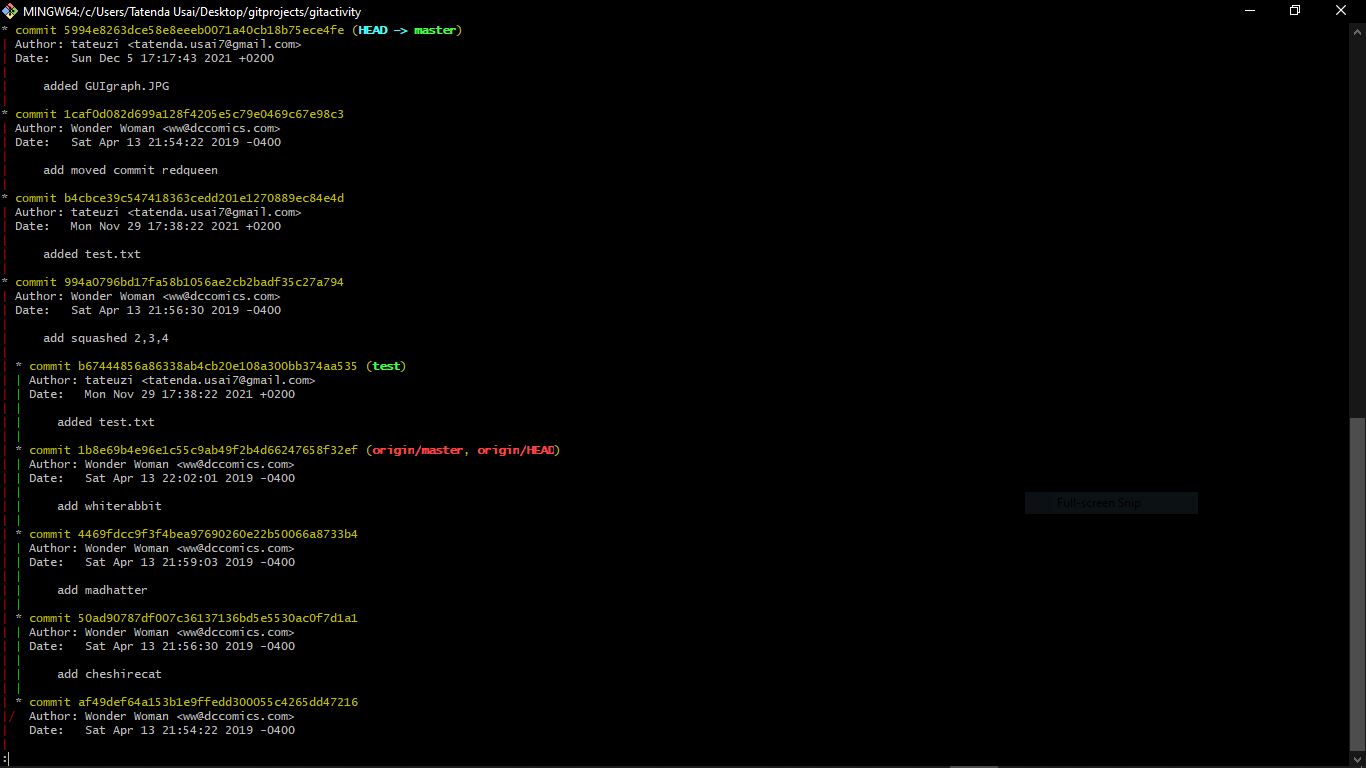 MINGW64:/c/Users/Tatenda Usai/Desktop/gitprojects/gitactivity
* commit 5994e8263dce58e8eeeb0071a40cb18b75ece4fe (HEAD -> master)
| Author: tateuzi <tatenda.usai7@gmail.com>
| Date:   Sun Dec 5 17:17:43 2021 +0200
|
|     added GUIgraph.JPG
|
* commit 1caf0d082d699a128f4205e5c79e0469c67e98c3
| Author: Wonder Woman <ww@dccomics.com>
| Date:   Sat Apr 13 21:54:22 2019 -0400
|
|     add moved commit redqueen
|
* commit b4cbce39c547418363cedd201e1270889ec84e4d
| Author: tateuzi <tatenda.usai7@gmail.com>
| Date:   Mon Nov 29 17:38:22 2021 +0200
|
|     added test.txt
|
* commit 994a0796bd17fa58b1056ae2cb2badf35c27a794
| Author: Wonder Woman <ww@dccomics.com>
| Date:   Sat Apr 13 21:56:30 2019 -0400
|
|     add squashed 2,3,4
|
| * commit b67444856a86338ab4cb20e108a300bb374aa535 (test)
| | Author: tateuzi <tatenda.usai7@gmail.com>
| | Date:   Mon Nov 29 17:38:22 2021 +0200
| |
| |     added test.txt
| |
| * commit 1b8e69b4e96e1c55c9ab49f2b4d66247658f32ef (origin/master, origin/HEAD)
| | Author: Wonder Woman <ww@dccomics.com>
| | Date:   Sat Apr 13 22:02:01 2019 -0400
| |
| |     add whiterabbit
| |
Full-screen Snip
| * commit 4469fdcc9f3f4bea97690260e22b50066a8733b4
| | Author: Wonder Woman <ww@dccomics.com>
| | Date:   Sat Apr 13 21:59:03 2019 -0400
| |
| |     add madhatter
| |
| * commit 50ad90787df007c36137136bd5e5530ac0f7d1a1
| | Author: Wonder Woman <ww@dccomics.com>
| | Date:   Sat Apr 13 21:56:30 2019 -0400
| |
| |     add cheshirecat
| |
| * commit af49def64a153b1e9ffedd300055c4265dd47216
|/  Author: Wonder Woman <ww@dccomics.com>
|   Date:   Sat Apr 13 21:54:22 2019 -0400
|
: